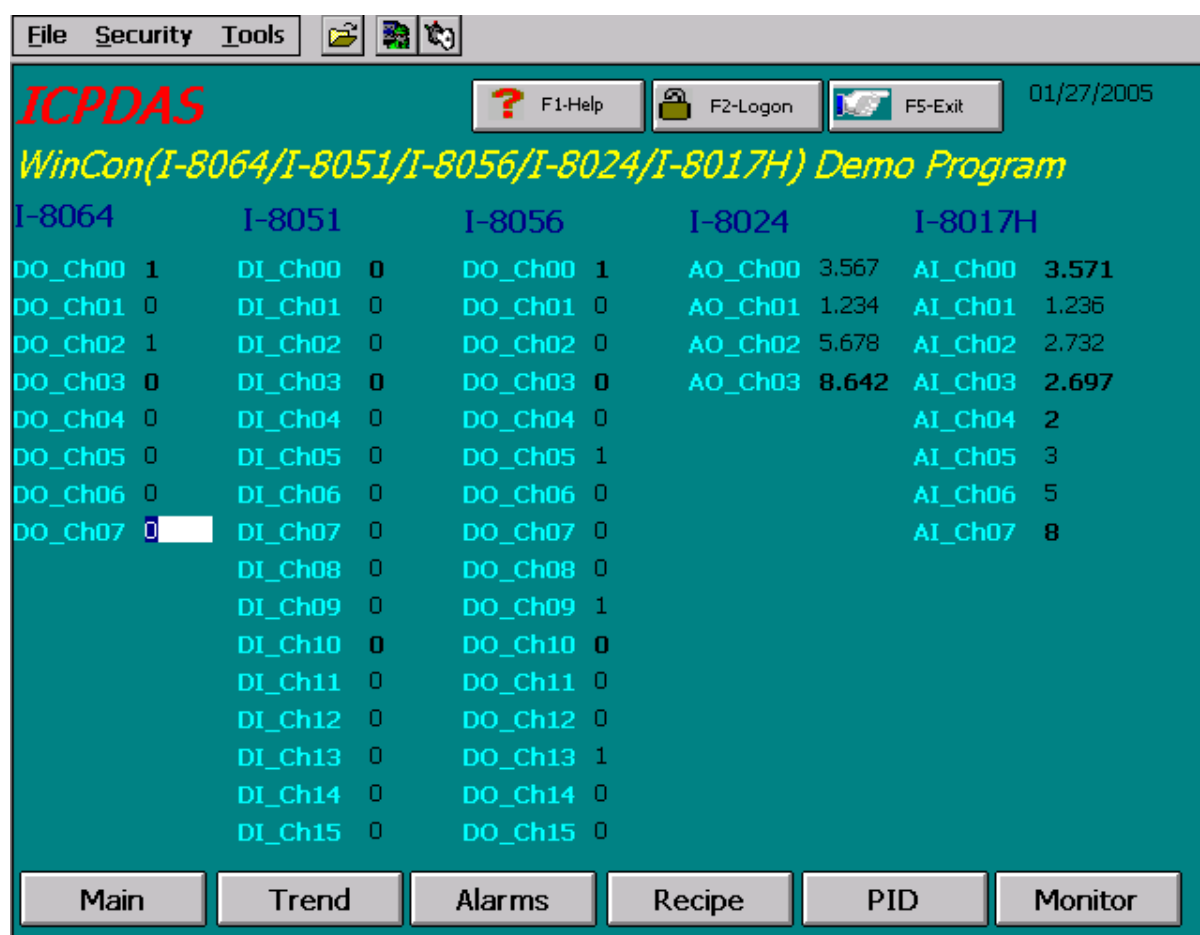 File Security Tools
ICPDAS F1-Help F2-Logon F5-Exit 01/27/2005
WinCon(I-8064/I-8051/I-8056/I-8024/I-8017H) Demo Program
I-8064 I-8051 I-8056 I-8024 I-8017H
DO_Ch00 1 DI_Ch00 0 DO_Ch00 1 AO_Ch00 3.567 AI_Ch00 3.571
DO_Ch01 0 DI_Ch01 0 DO_Ch01 0 AO_Ch01 1.234 AI_Ch01 1.236
DO_Ch02 1 DI_Ch02 0 DO_Ch02 0 AO_Ch02 5.678 AI_Ch02 2.732
DO_Ch03 0 DI_Ch03 0 DO_Ch03 0 AO_Ch03 8.642 AI_Ch03 2.697
DO_Ch04 0 DI_Ch04 0 DO_Ch04 0 AI_Ch04 2
DO_Ch05 0 DI_Ch05 0 DO_Ch05 1 AI_Ch05 3
DO_Ch06 0 DI_Ch06 0 DO_Ch06 0 AI_Ch06 5
DO_Ch07 0 DI_Ch07 0 DO_Ch07 0 AI_Ch07 8
DI_Ch08 0 DO_Ch08 0
DI_Ch09 0 DO_Ch09 1
DI_Ch10 0 DO_Ch10 0
DI_Ch11 0 DO_Ch11 0
DI_Ch12 0 DO_Ch12 0
DI_Ch13 0 DO_Ch13 1
DI_Ch14 0 DO_Ch14 0
DI_Ch15 0 DO_Ch15 0
Main Trend Alarms Recipe PID Monitor